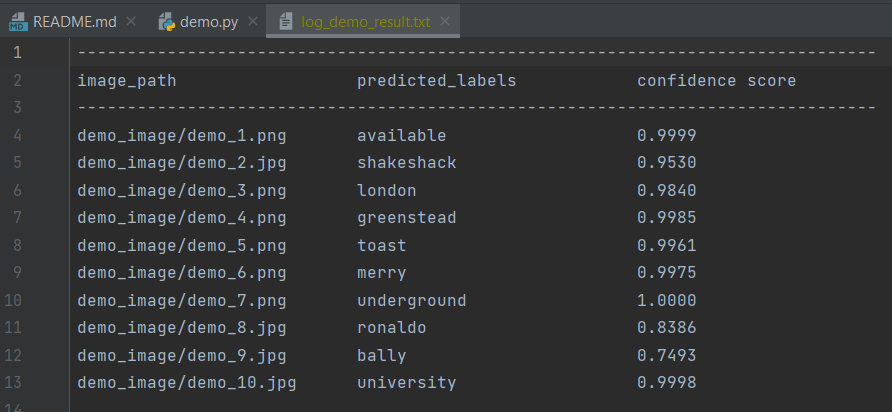 README.md demo.py log_demo_result.txt
1 --------------------------------------------------------------------------------
2 image_path predicted_labels confidence score
3 --------------------------------------------------------------------------------
4 demo_image/demo_1.png available 0.9999
5 demo_image/demo_2.jpg shakeshack 0.9530
6 demo_image/demo_3.png london 0.9840
7 demo_image/demo_4.png greenstead 0.9985
8 demo_image/demo_5.png toast 0.9961
9 demo_image/demo_6.png merry 0.9975
10 demo_image/demo_7.png underground 1.0000
11 demo_image/demo_8.jpg ronaldo 0.8386
12 demo_image/demo_9.jpg bally 0.7493
13 demo_image/demo_10.jpg university 0.9998
14